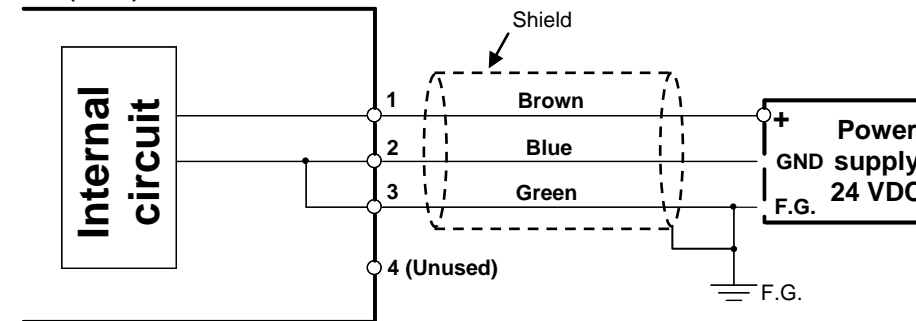 Shield
Internal
circuit
1
Brown
+
Power
2
Blue
GND
supply
3
Green
F.G.
24 VDC
4 (Unused)
F.G.